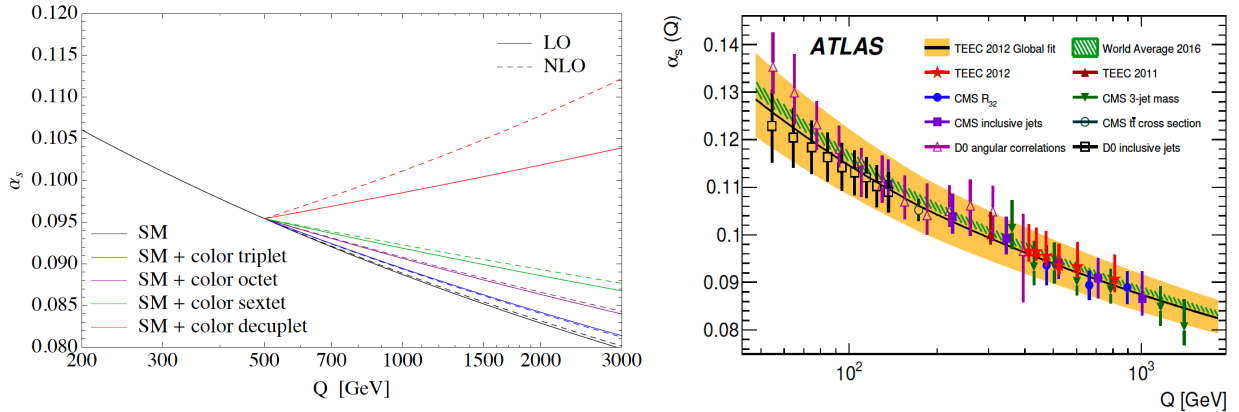 0.120
0.115
0.110
0.105
0.100
0.095
0.090
0.085
0.080
α_s
LO
NLO
SM
SM + color triplet
SM + color octet
SM + color sextet
SM + color decuplet
200 300 500 700 1000 1500 2000 3000
Q [GeV]
α_s (Q)
0.14
0.13
0.12
0.11
0.1
0.09
0.08
ATLAS
TEEC 2012 Global fit World Average 2016
TEEC 2012 TEEC 2011
CMS R_32 CMS 3-jet mass
CMS inclusive jets CMS tt̄ cross section
D0 angular correlations D0 inclusive jets
10² 10³
Q [GeV]